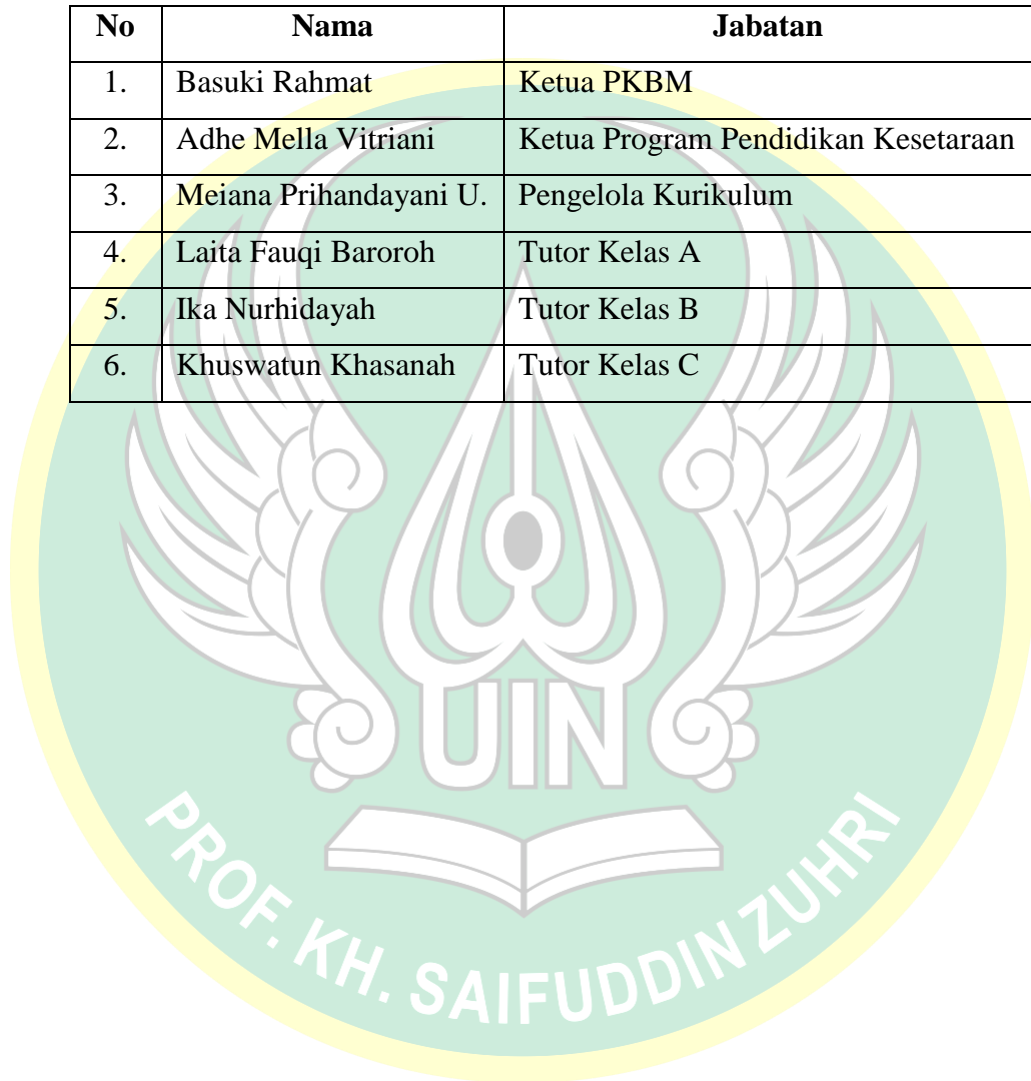 No Nama Jabatan
1. Basuki Rahmat Ketua PKBM
2. Adhe Mella Vitriani Ketua Program Pendidikan Kesetaraan
3. Meiana Prihandayani U. Pengelola Kurikulum
4. Laita Fauqi Baroroh Tutor Kelas A
5. Ika Nurhidayah Tutor Kelas B
6. Khuswatun Khasanah Tutor Kelas C
UIN
PROF. KH. SAIFUDDIN ZUHRI